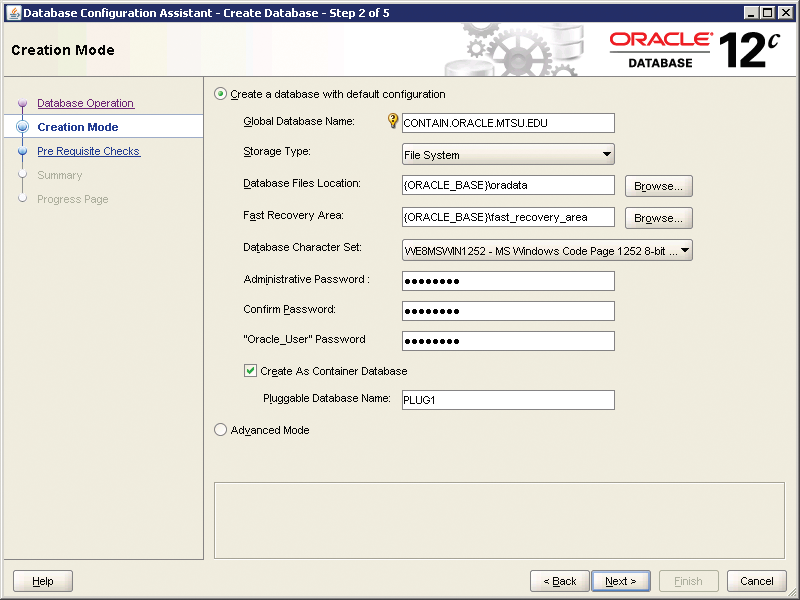 Database Configuration Assistant - Create Database - Step 2 of 5
Creation Mode
ORACLE
DATABASE
12c
Database Operation
Creation Mode
Pre Requisite Checks
Summary
Progress Page
Create a database with default configuration
Global Database Name: CONTAIN.ORACLE.MTSU.EDU
Storage Type: File System
Database Files Location: {ORACLE_BASE}\oradata Browse...
Fast Recovery Area: {ORACLE_BASE}\fast_recovery_area Browse...
Database Character Set: WE8MSWIN1252 - MS Windows Code Page 1252 8-bit ...
Administrative Password : ●●●●●●●●
Confirm Password: ●●●●●●●●
"Oracle_User" Password ●●●●●●●●
Create As Container Database
Pluggable Database Name: PLUG1
Advanced Mode
Help < Back Next > Finish Cancel